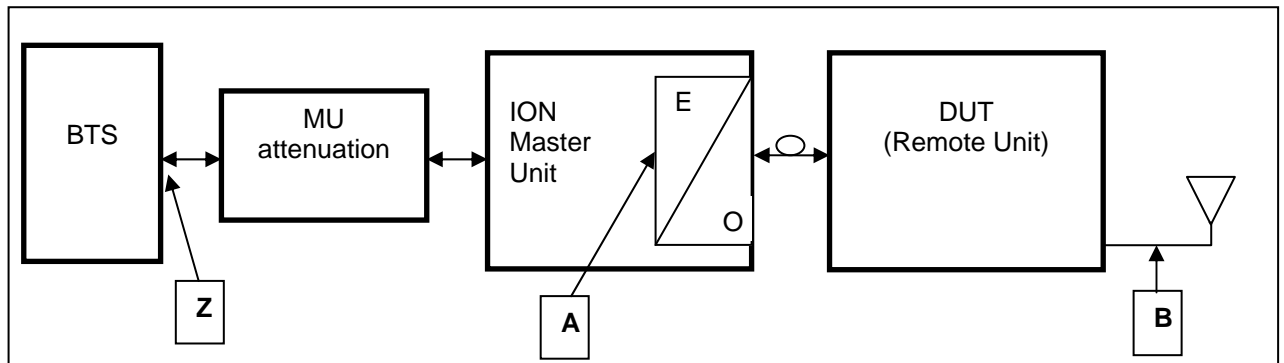 BTS
MU
attenuation
ION
Master
Unit
E
O
DUT
(Remote Unit)
Z
A
B